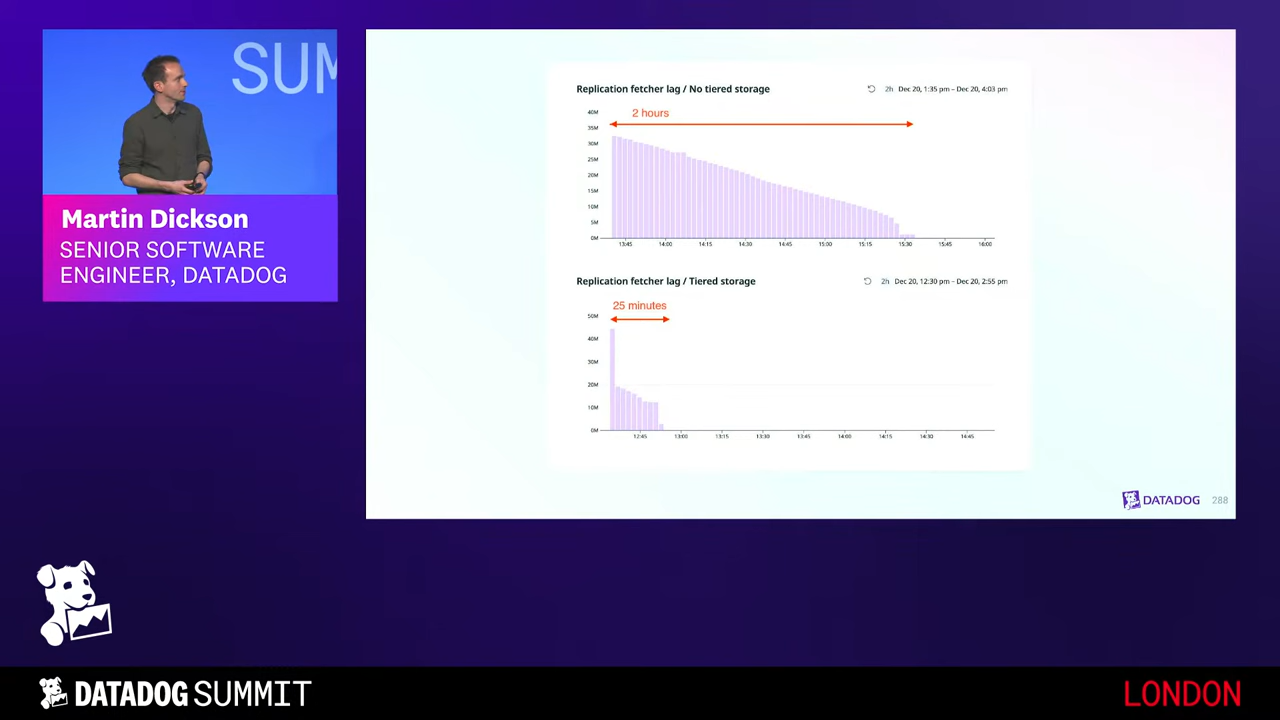 SUM
Martin Dickson
SENIOR SOFTWARE
ENGINEER, DATADOG
Replication fetcher lag / No tiered storage
2h Dec 20, 1:35 pm – Dec 20, 4:03 pm
2 hours
40M
35M
30M
25M
20M
15M
10M
5M
0M
13:45 14:00 14:15 14:30 14:45 15:00 15:15 15:30 15:45 16:00
Replication fetcher lag / Tiered storage
2h Dec 20, 12:30 pm – Dec 20, 2:55 pm
25 minutes
50M
40M
30M
20M
10M
0M
12:45 13:00 13:15 13:30 13:45 14:00 14:15 14:30 14:45
DATADOG 288
DATADOG SUMMIT
LONDON